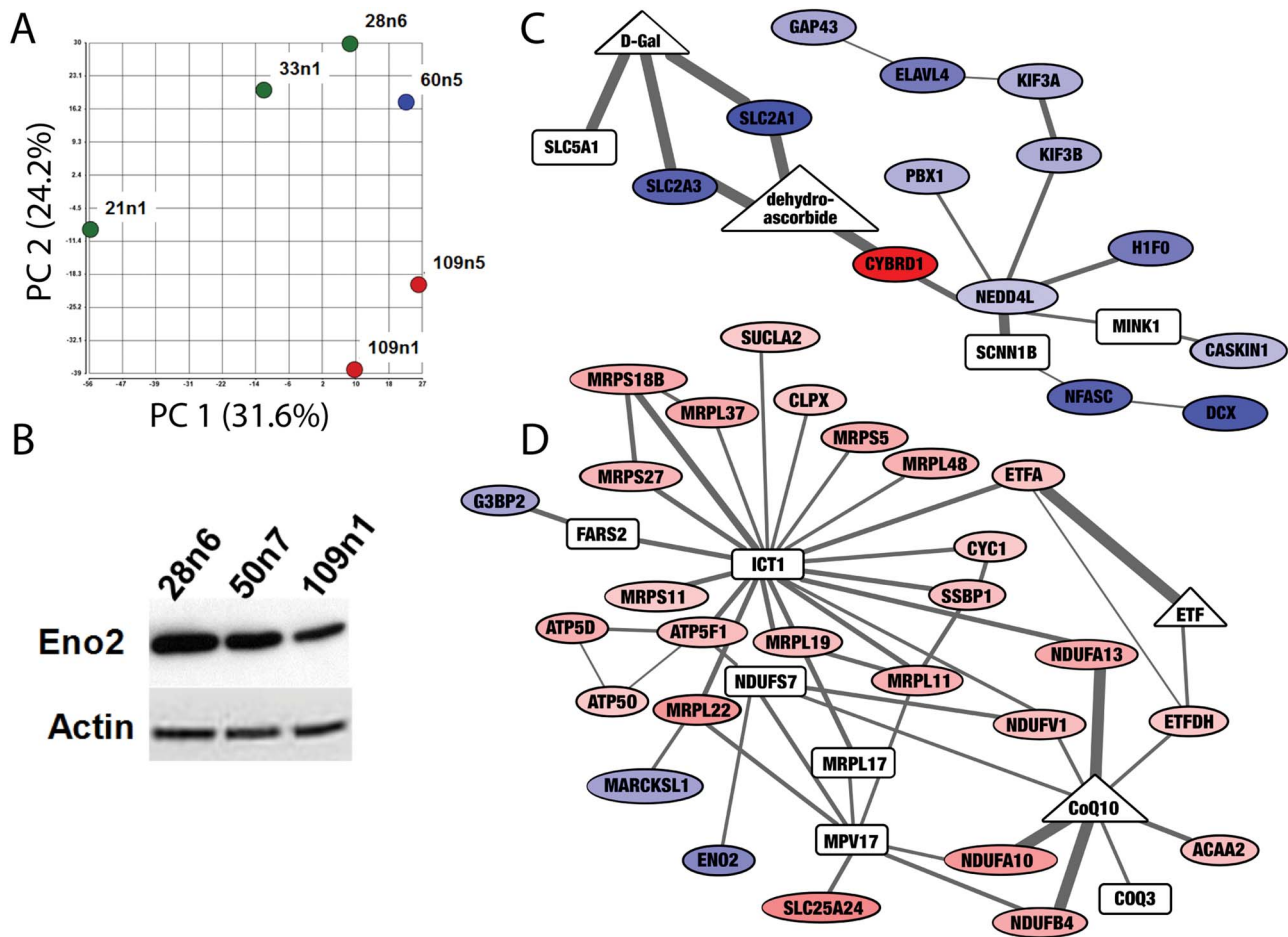 A
PC 2 (24.2%)
30
23.1
16.2
9.3
2.4
-4.5
-11.4
-18.3
-25.2
-32.1
-39
-56
-47
-39
-31
-23
-14
-6
2
10
18
27
PC 1 (31.6%)
28n6
33n1
60n5
21n1
109n5
109n1
B
28n6
50n7
109n1
Eno2
Actin
C
D-Gal
GAP43
ELAVL4
KIF3A
SLC2A1
SLC5A1
KIF3B
SLC2A3
PBX1
dehydro-
ascorbide
CYBRD1
H1F0
NEDD4L
MINK1
SCNN1B
CASKIN1
NFASC
DCX
D
SUCLA2
MRPS18B
CLPX
MRPL37
MRPS5
MRPL48
MRPS27
ETFA
G3BP2
FARS2
CYC1
ICT1
MRPS11
SSBP1
ETF
ATP5D
ATP5F1
MRPL19
NDUFA13
NDUFS7
MRPL11
ATP5O
MRPL22
NDUFV1
ETFDH
MRPL17
MARCKSL1
CoQ10
MPV17
ENO2
NDUFA10
ACAA2
COQ3
SLC25A24
NDUFB4